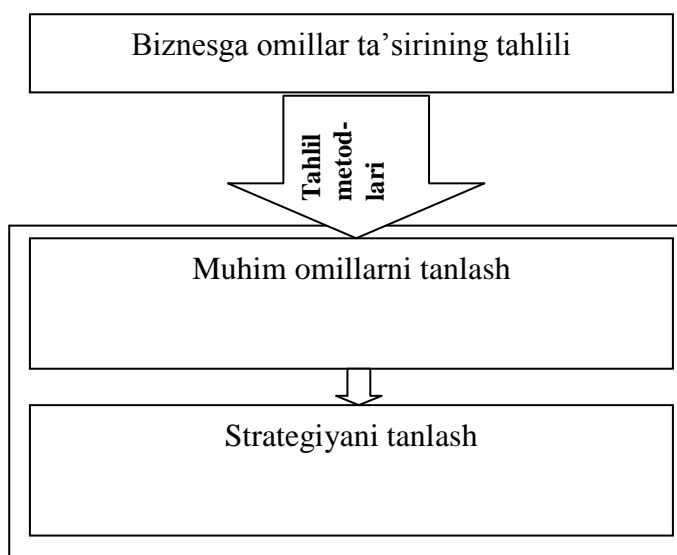 Biznesga omillar ta’sirining tahlili
Tahlil
metod-
lari
Muhim omillarni tanlash
Strategiyani tanlash